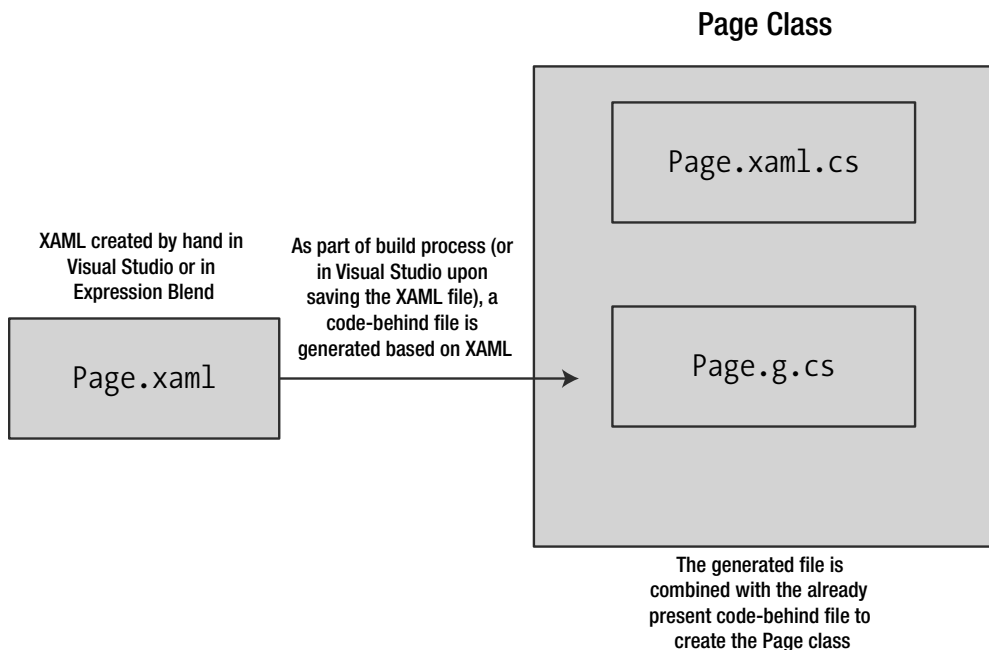 Page Class
Page.xaml.cs
XAML created by hand in
Visual Studio or in
Expression Blend
Page.xaml
As part of build process (or
in Visual Studio upon
saving the XAML file), a
code-behind file is
generated based on XAML
Page.g.cs
The generated file is
combined with the already
present code-behind file to
create the Page class